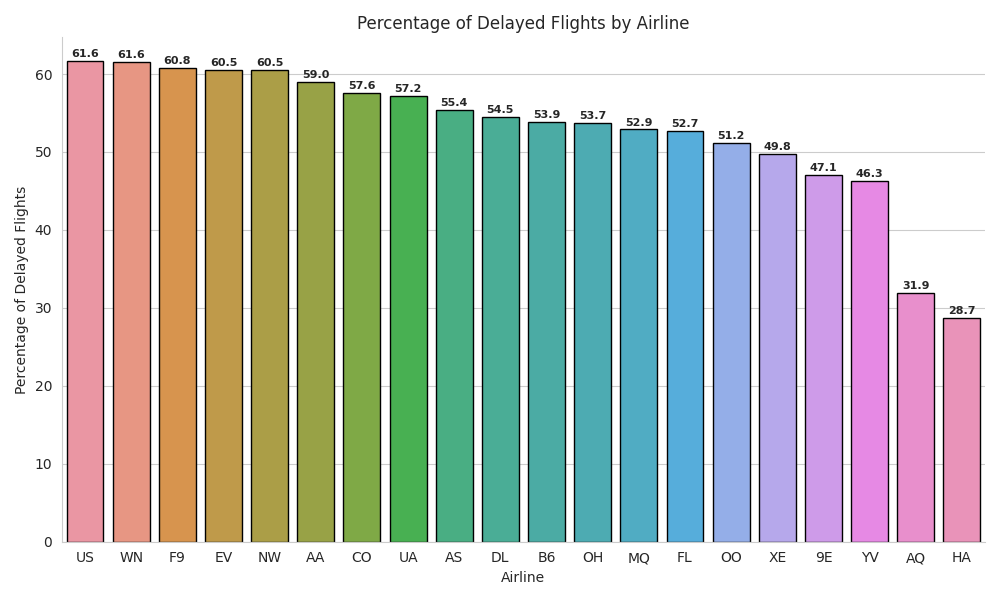 Percentage of Delayed Flights by Airline
Percentage of Delayed Flights
60
50
40
30
20
10
0
61.6 61.6 60.8 60.5 60.5 59.0 57.6 57.2 55.4 54.5 53.9 53.7 52.9 52.7 51.2 49.8 47.1 46.3 31.9 28.7
US WN F9 EV NW AA CO UA AS DL B6 OH MQ FL OO XE 9E YV AQ HA
Airline